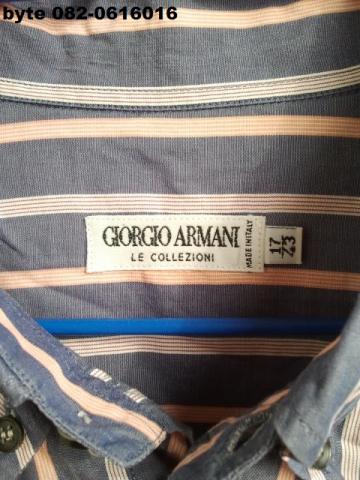 byte 082-0616016
GIORGIO ARMANI
LE COLLEZIONI
MADE IN ITALY
17
43